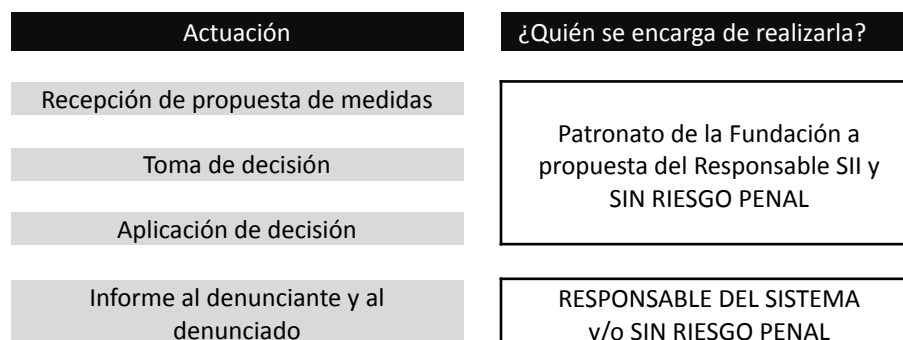 Actuación
¿Quién se encarga de realizarla?
Recepción de propuesta de medidas
Toma de decisión
Aplicación de decisión
Patronato de la Fundación a
propuesta del Responsable SII y
SIN RIESGO PENAL
Informe al denunciante y al
denunciado
RESPONSABLE DEL SISTEMA
y/o SIN RIESGO PENAL